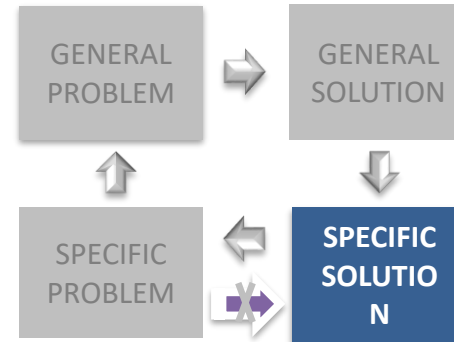 GENERAL
PROBLEM
GENERAL
SOLUTION
SPECIFIC
PROBLEM
SPECIFIC
SOLUTIO
N